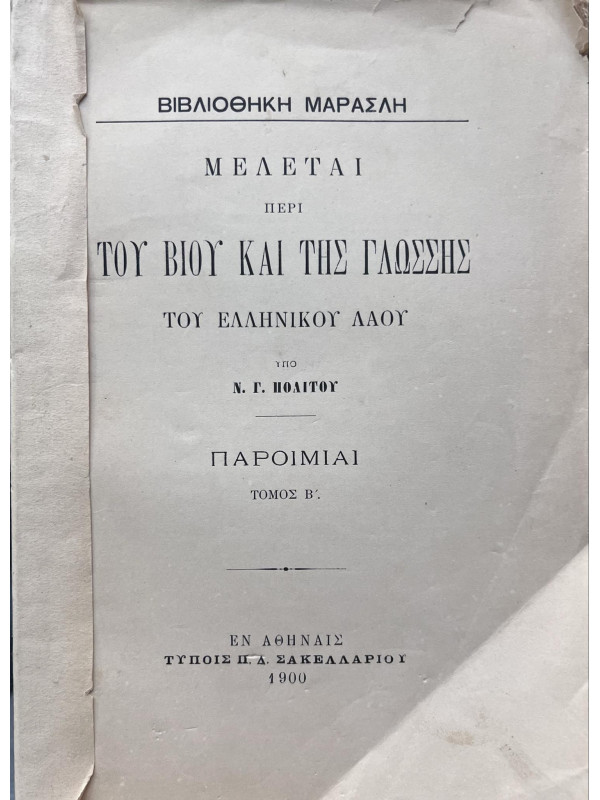 ΒΙΒΛΙΟΘΗΚΗ ΜΑΡΑΣΛΗ
ΜΕΛΕΤΑΙ
ΠΕΡΙ
ΤΟΥ ΒΙΟΥ ΚΑΙ ΤΗΣ ΓΛΩΣΣΗΣ
ΤΟΥ ΕΛΛΗΝΙΚΟΥ ΛΑΟΥ
ΥΠΟ
Ν. Γ. ΠΟΛΙΤΟΥ
ΠΑΡΟΙΜΙΑΙ
ΤΟΜΟΣ Β΄.
ΕΝ ΑΘΗΝΑΙΣ
ΤΥΠΟΙΣ Π. Δ. ΣΑΚΕΛΛΑΡΙΟΥ
1900